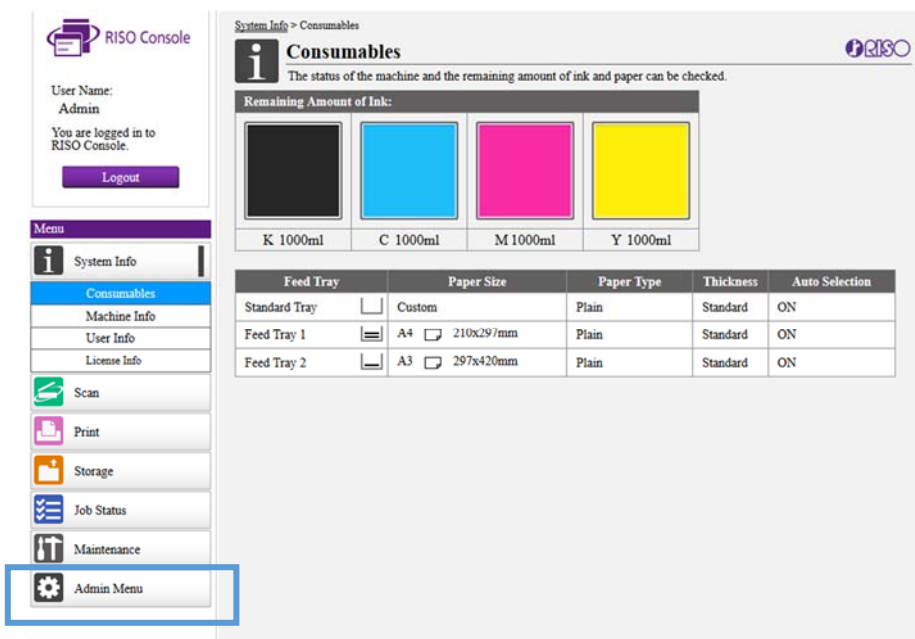 RISO Console
User Name:
Admin
You are logged in to
RISO Console.
Logout
Menu
System Info
Consumables
Machine Info
User Info
License Info
Scan
Print
Storage
Job Status
Maintenance
Admin Menu
System Info > Consumables
Consumables
RISO
The status of the machine and the remaining amount of ink and paper can be checked.
Remaining Amount of Ink:
K 1000ml C 1000ml M 1000ml Y 1000ml
Feed Tray Paper Size Paper Type Thickness Auto Selection
Standard Tray Custom Plain Standard ON
Feed Tray 1 A4 210x297mm Plain Standard ON
Feed Tray 2 A3 297x420mm Plain Standard ON